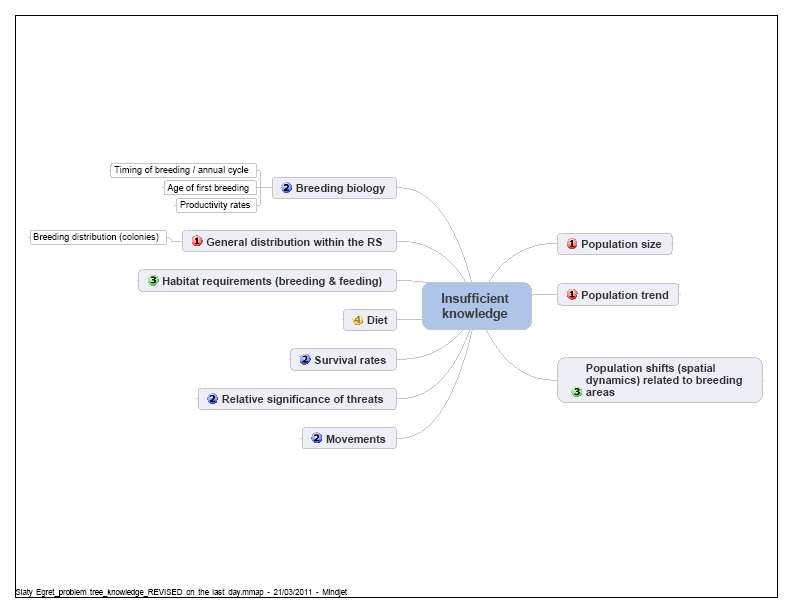 Timing of breeding / annual cycle
Age of first breeding
Productivity rates
2 Breeding biology
Breeding distribution (colonies)
1 General distribution within the RS
3 Habitat requirements (breeding & feeding)
4 Diet
2 Survival rates
2 Relative significance of threats
2 Movements
Insufficient
knowledge
1 Population size
1 Population trend
Population shifts (spatial
dynamics) related to breeding
3 areas
Slaty Egret_problem tree_knowledge_REVISED on the last day.mmap - 21/03/2011 - Mindjet